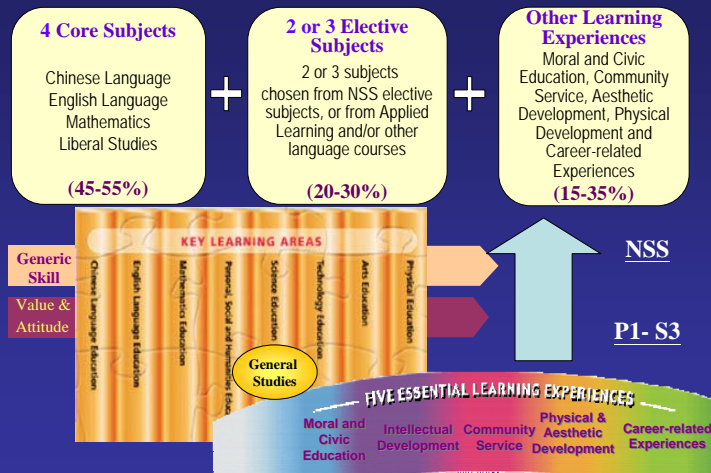 4 Core Subjects
Chinese Language
English Language
Mathematics
Liberal Studies
(45-55%)
+
2 or 3 Elective
Subjects
2 or 3 subjects
chosen from NSS elective
subjects, or from Applied
Learning and/or other
language courses
(20-30%)
+
Other Learning
Experiences
Moral and Civic
Education, Community
Service, Aesthetic
Development, Physical
Development and
Career-related
Experiences
(15-35%)
KEY LEARNING AREAS
Generic
Skill
Value &
Attitude
Chinese Language Education
English Language Education
Mathematics Education
Personal, Social and Humanities Educa
Science Education
Technology Education
Arts Education
Physical Education
General
Studies
NSS
P1- S3
FIVE ESSENTIAL LEARNING EXPERIENCES
Moral and
Civic
Education
Intellectual
Development
Community
Service
Physical &
Aesthetic
Development
Career-related
Experiences